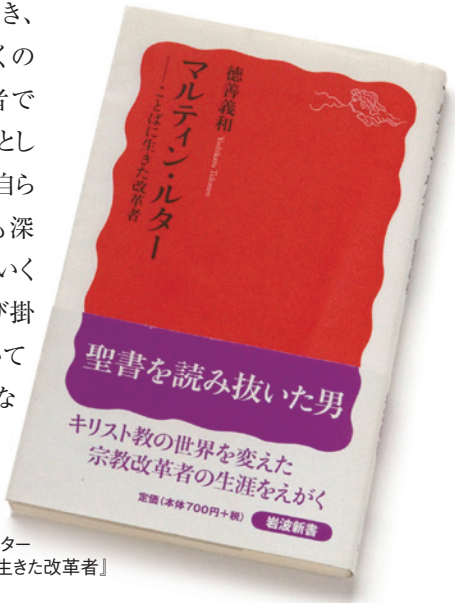 き、
くの
者で
とし
自ら
深
いく
び掛
いて
な
徳善義和
Yoshikazu Tokuzen
マルティン・ルター
——ことばに生きた改革者
聖書を読み抜いた男
キリスト教の世界を変えた
宗教改革者の生涯をえがく
定価(本体700円+税)
岩波新書
ター
生きた改革者』